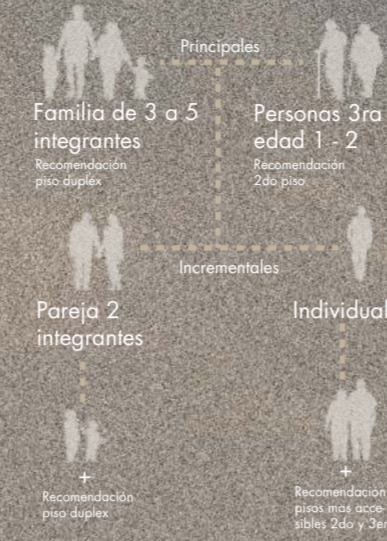 Principales
Familia de 3 a 5
integrantes
Recomendación
piso duplex
Personas 3ra
edad 1 - 2
Recomendación
2do piso
Incrementales
Pareja 2
integrantes
Individual
+
Recomendación
piso duplex
+
Recomendación
pisos más acce-
sibles 2do y 3er